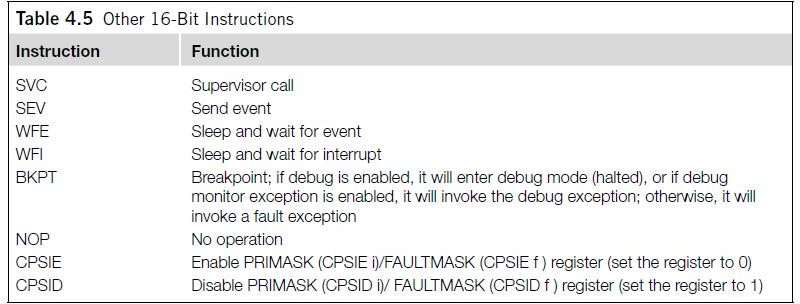 Table 4.5 Other 16-Bit Instructions
Instruction Function
SVC Supervisor call
SEV Send event
WFE Sleep and wait for event
WFI Sleep and wait for interrupt
BKPT Breakpoint; if debug is enabled, it will enter debug mode (halted), or if debug
monitor exception is enabled, it will invoke the debug exception; otherwise, it will
invoke a fault exception
NOP No operation
CPSIE Enable PRIMASK (CPSIE i)/FAULTMASK (CPSIE f ) register (set the register to 0)
CPSID Disable PRIMASK (CPSID i)/ FAULTMASK (CPSID f ) register (set the register to 1)